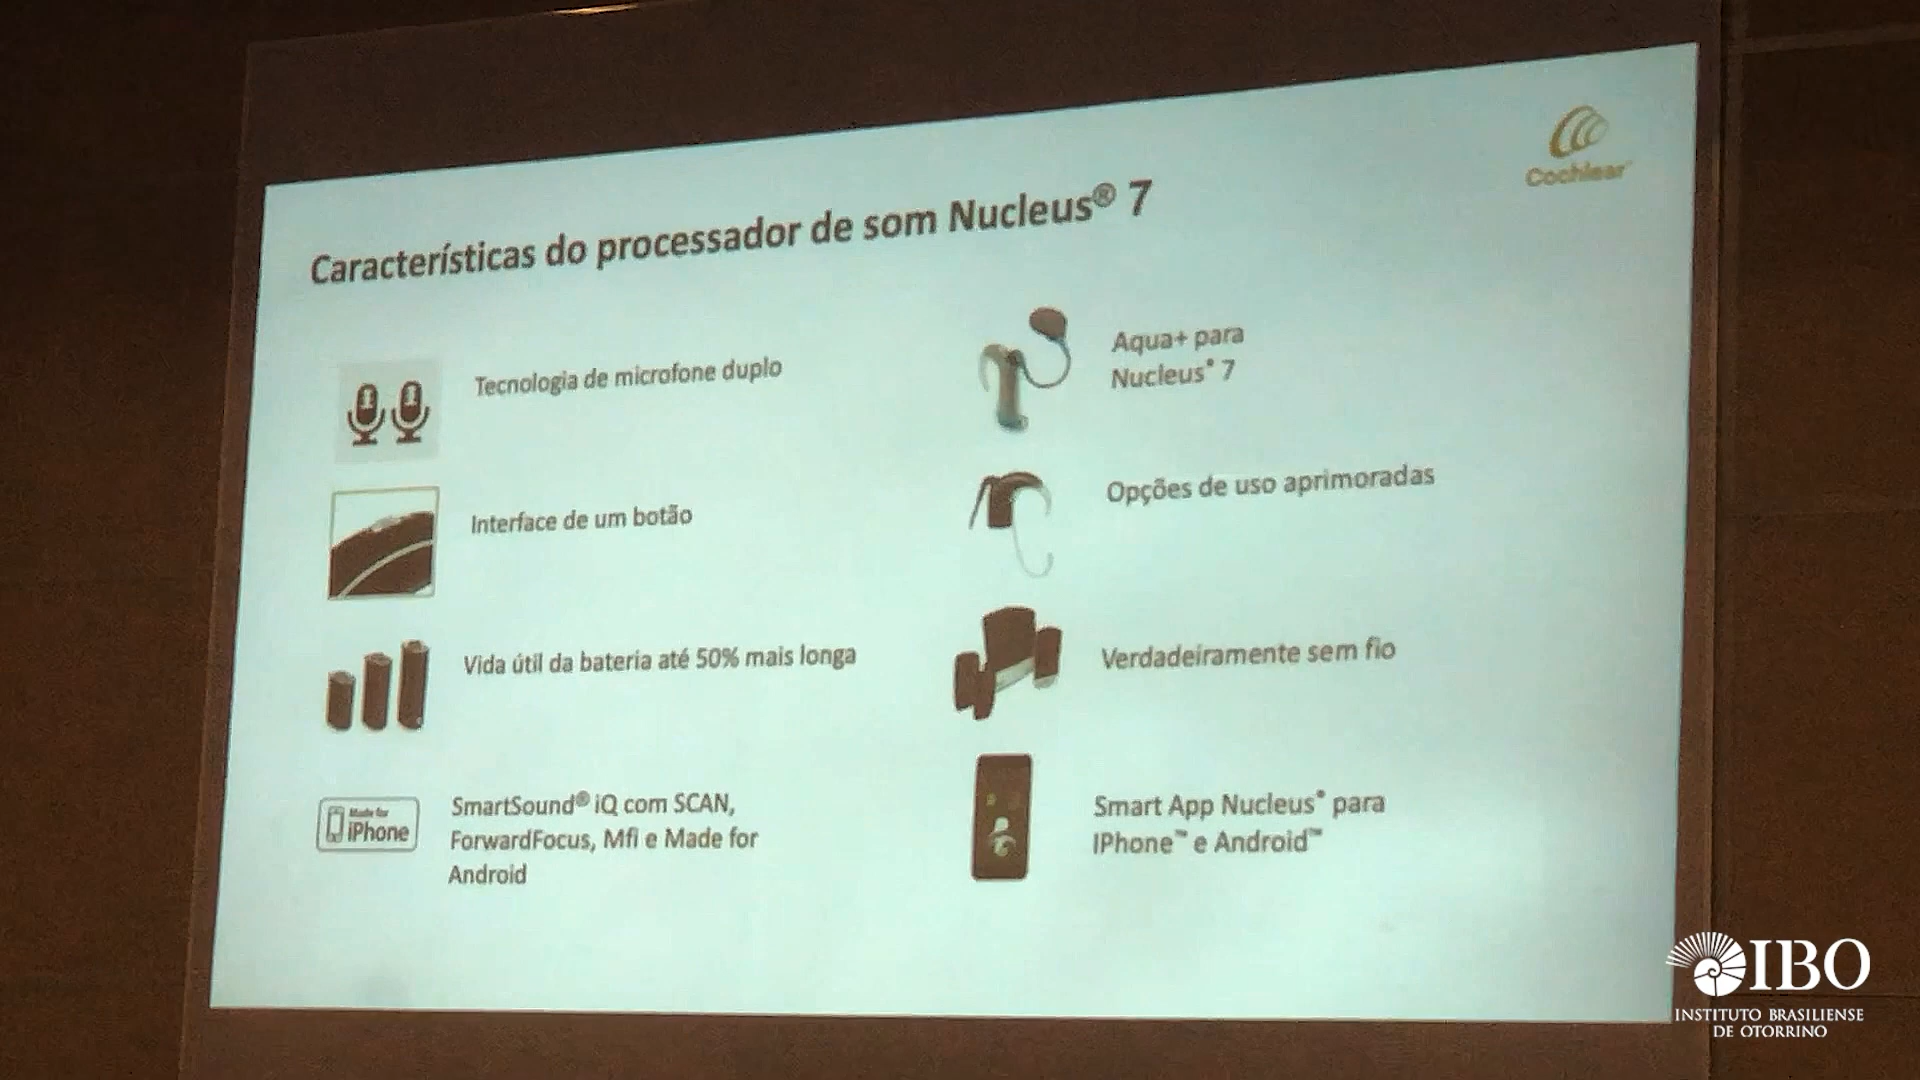 Cochlear
Características do processador de som Nucleus® 7
Tecnologia de microfone duplo
Interface de um botão
Vida útil da bateria até 50% mais longa
Made for
iPhone
SmartSound® iQ com SCAN,
ForwardFocus, Mfi e Made for
Android
Aqua+ para
Nucleus® 7
Opções de uso aprimoradas
Verdadeiramente sem fio
Smart App Nucleus® para
IPhone™ e Android™
IBO
INSTITUTO BRASILIENSE
DE OTORRINO